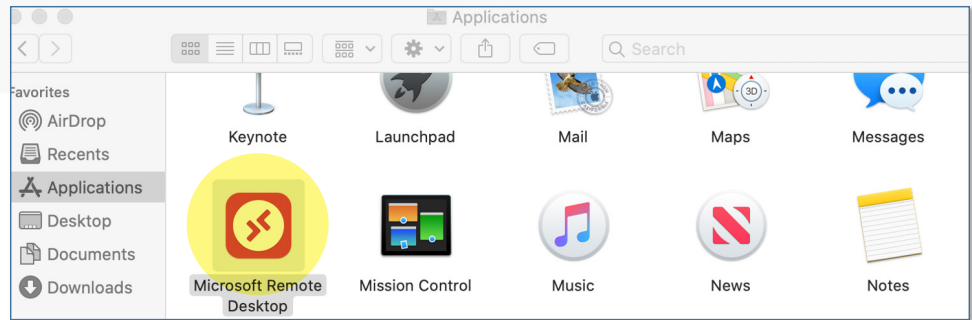 Applications
Search
Favorites
AirDrop
Recents
Applications
Desktop
Documents
Downloads
Keynote
Launchpad
Mail
3D
Maps
Messages
Microsoft Remote
Desktop
Mission Control
Music
News
Notes